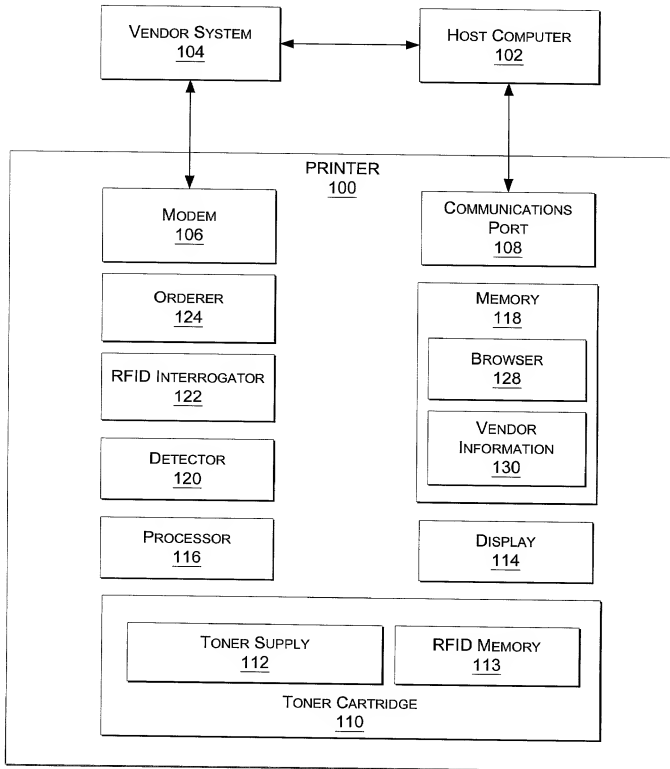 VENDOR SYSTEM
104
HOST COMPUTER
102
PRINTER
100
MODEM
106
COMMUNICATIONS
PORT
108
ORDERER
124
MEMORY
118
RFID INTERROGATOR
122
BROWSER
128
DETECTOR
120
VENDOR
INFORMATION
130
PROCESSOR
116
DISPLAY
114
TONER SUPPLY
112
RFID MEMORY
113
TONER CARTRIDGE
110